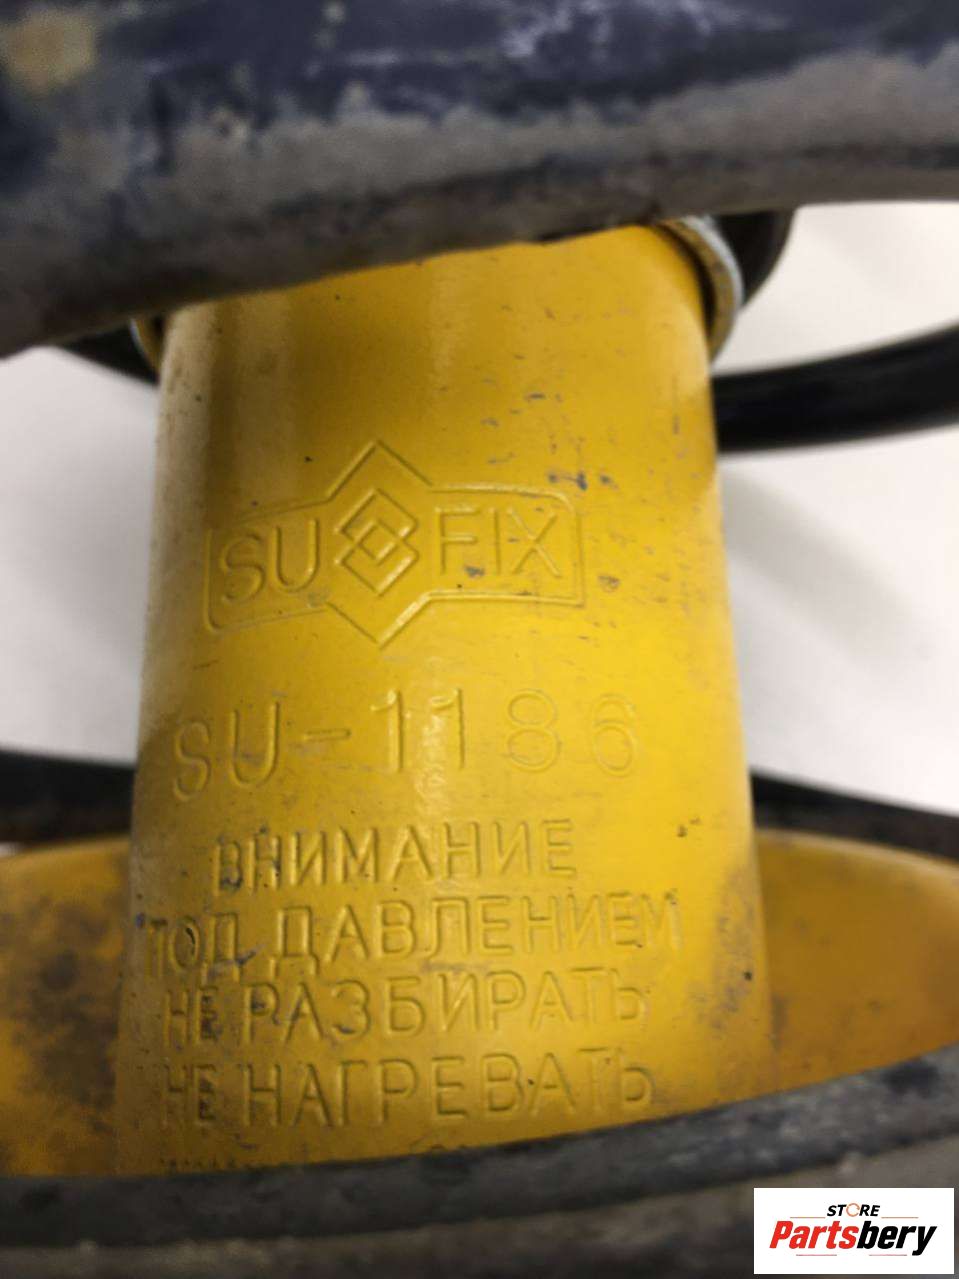 SU FIX
SU-1186
ВНИМАНИЕ
ПОД ДАВЛЕНИЕМ
НЕ РАЗБИРАТЬ
НЕ НАГРЕВАТЬ
STORE
Partsbery